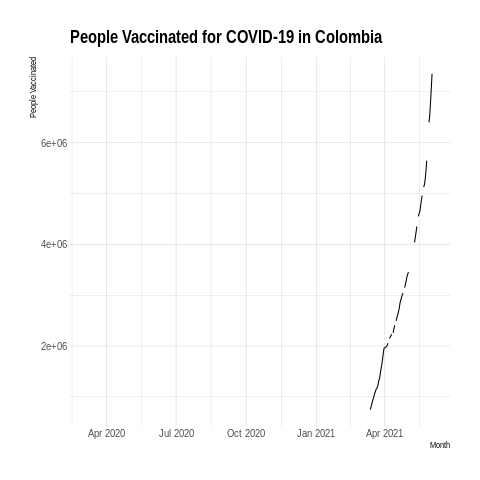 People Vaccinated for COVID-19 in Colombia
People Vaccinated
6e+06
4e+06
2e+06
Apr 2020 Jul 2020 Oct 2020 Jan 2021 Apr 2021
Month